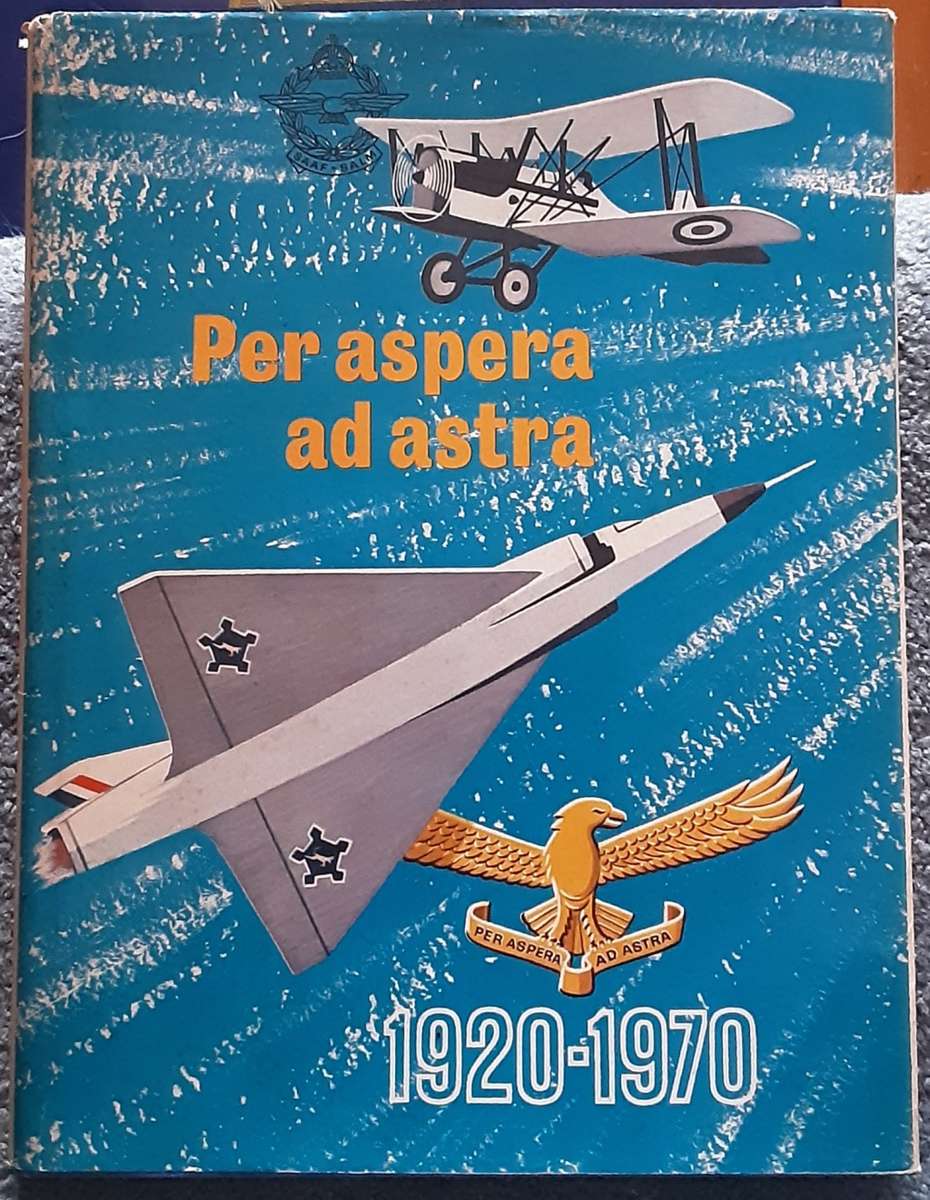 SAAF·SALM
Per aspera
ad astra
PER ASPERA AD ASTRA
1920-1970